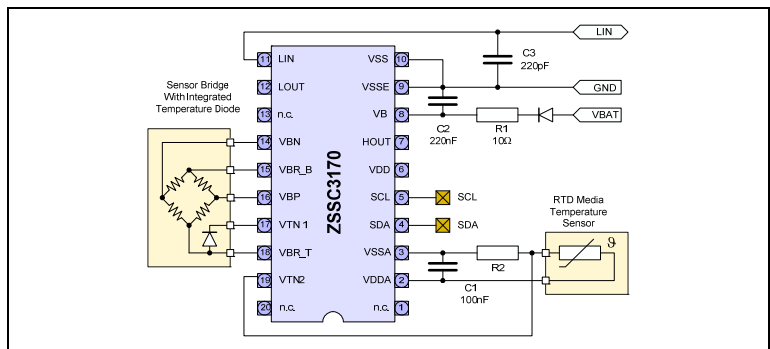 LIN
C3
220pF
11 LIN VSS 10
Sensor Bridge
With Integrated
Temperature Diode
12 LOUT VSSE 9
GND
13 n.c. VB 8
C2
220nF
R1
10Ω
VBAT
14 VBN HOUT 7
15 VBR_B VDD 6
ZSSC3170
16 VBP SCL 5
SCL
RTD Media
Temperature
Sensor
17 VTN1 SDA 4
SDA
18 VBR_T VSSA 3
R2
ϑ
19 VTN2 VDDA 2
C1
100nF
20 n.c. n.c. 1